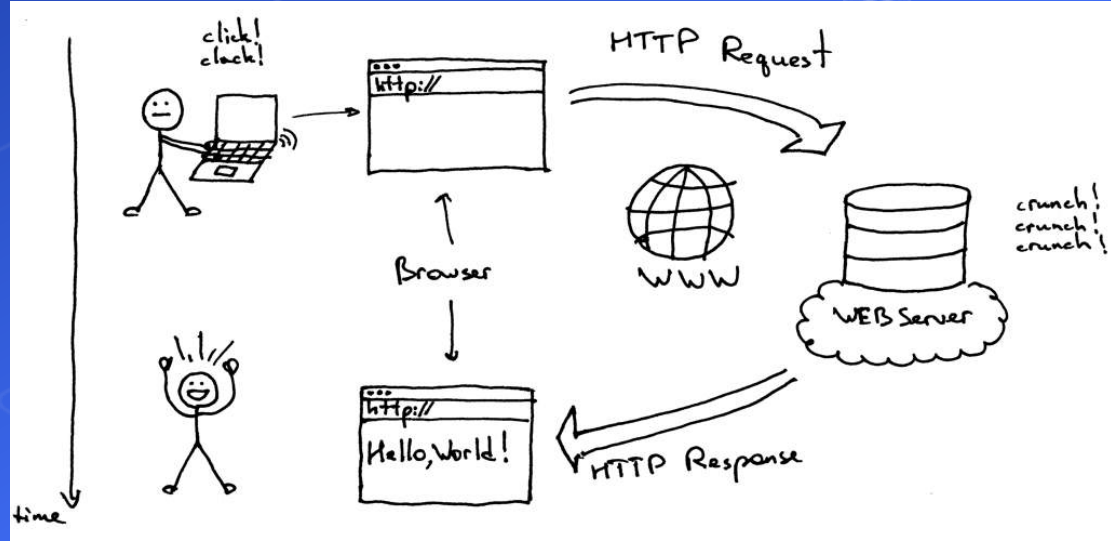 click!
clack!
http://
HTTP Request
WWW
crunch!
crunch!
crunch!
WEB Server
Browser
http://
Hello, World!
HTTP Response
time